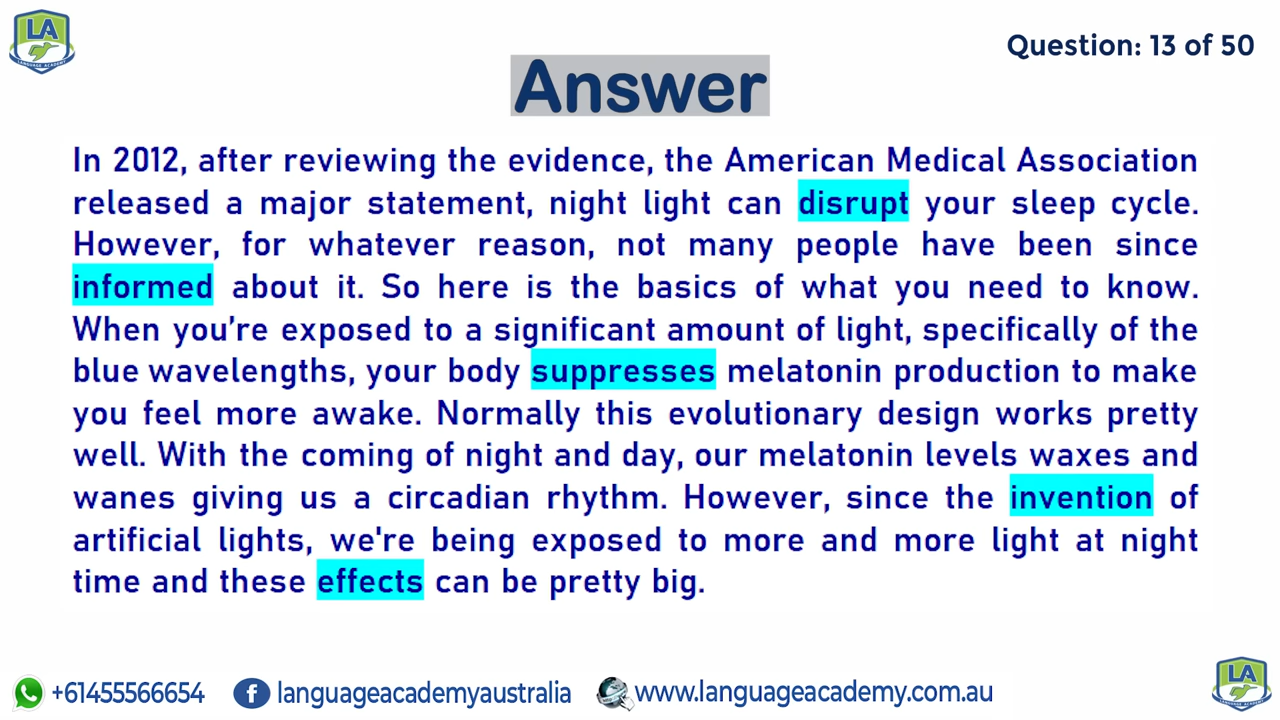 LA
LANGUAGE ACADEMY
Question: 13 of 50
Answer
In 2012, after reviewing the evidence, the American Medical Association
released a major statement, night light can disrupt your sleep cycle.
However, for whatever reason, not many people have been since
informed about it. So here is the basics of what you need to know.
When you're exposed to a significant amount of light, specifically of the
blue wavelengths, your body suppresses melatonin production to make
you feel more awake. Normally this evolutionary design works pretty
well. With the coming of night and day, our melatonin levels waxes and
wanes giving us a circadian rhythm. However, since the invention of
artificial lights, we're being exposed to more and more light at night
time and these effects can be pretty big.
+61455566654 f languageacademyaustralia www.languageacademy.com.au
LA
LANGUAGE ACADEMY